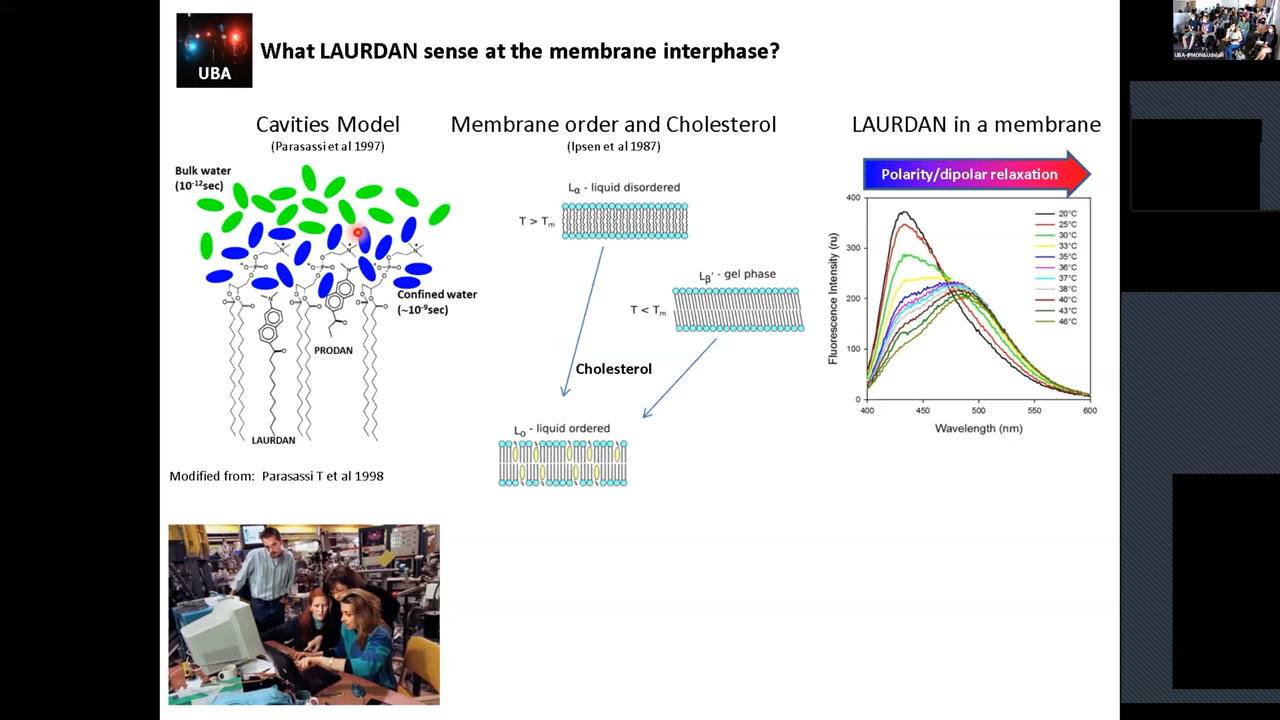 UBA
What LAURDAN sense at the membrane interphase?
Cavities Model
(Parasassi et al 1997)
Bulk water
(10⁻¹²sec)
Confined water
(~10⁻⁹sec)
PRODAN
LAURDAN
Modified from: Parasassi T et al 1998
Membrane order and Cholesterol
(Ipsen et al 1987)
Lα - liquid disordered
T > Tm
Lβ' - gel phase
T < Tm
Cholesterol
Lo - liquid ordered
LAURDAN in a membrane
Polarity/dipolar relaxation
Fluorescence Intensity (ru)
400
300
200
100
0
20°C
25°C
30°C
33°C
35°C
36°C
37°C
38°C
40°C
43°C
46°C
400 450 500 550 600
Wavelength (nm)